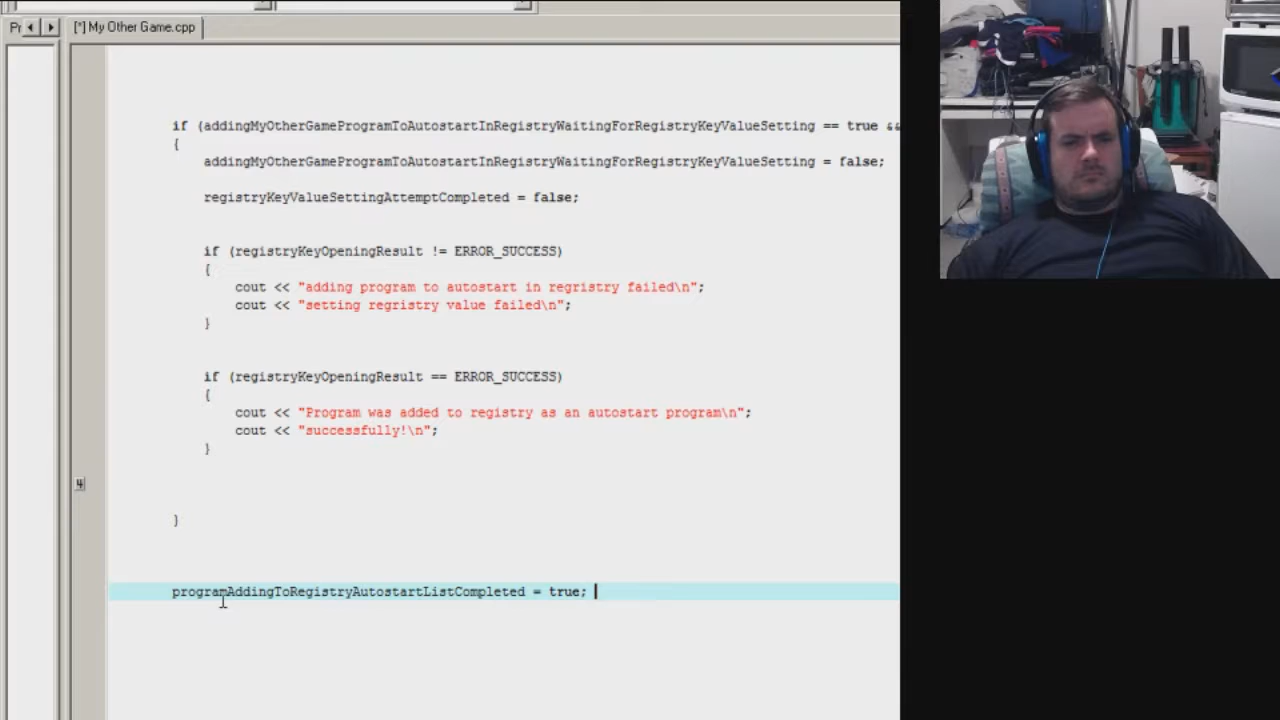 Pr
[*] My Other Game.cpp
if (addingMyOtherGameProgramToAutostartInRegistryWaitingForRegistryKeyValueSetting == true &&
{
addingMyOtherGameProgramToAutostartInRegistryWaitingForRegistryKeyValueSetting = false;
registryKeyValueSettingAttemptCompleted = false;
if (registryKeyOpeningResult != ERROR_SUCCESS)
{
cout << "adding program to autostart in regristry failed\n";
cout << "setting regristry value failed\n";
}
if (registryKeyOpeningResult == ERROR_SUCCESS)
{
cout << "Program was added to registry as an autostart program\n";
cout << "successfully!\n";
}
4
}
programAddingToRegistryAutostartListCompleted = true;